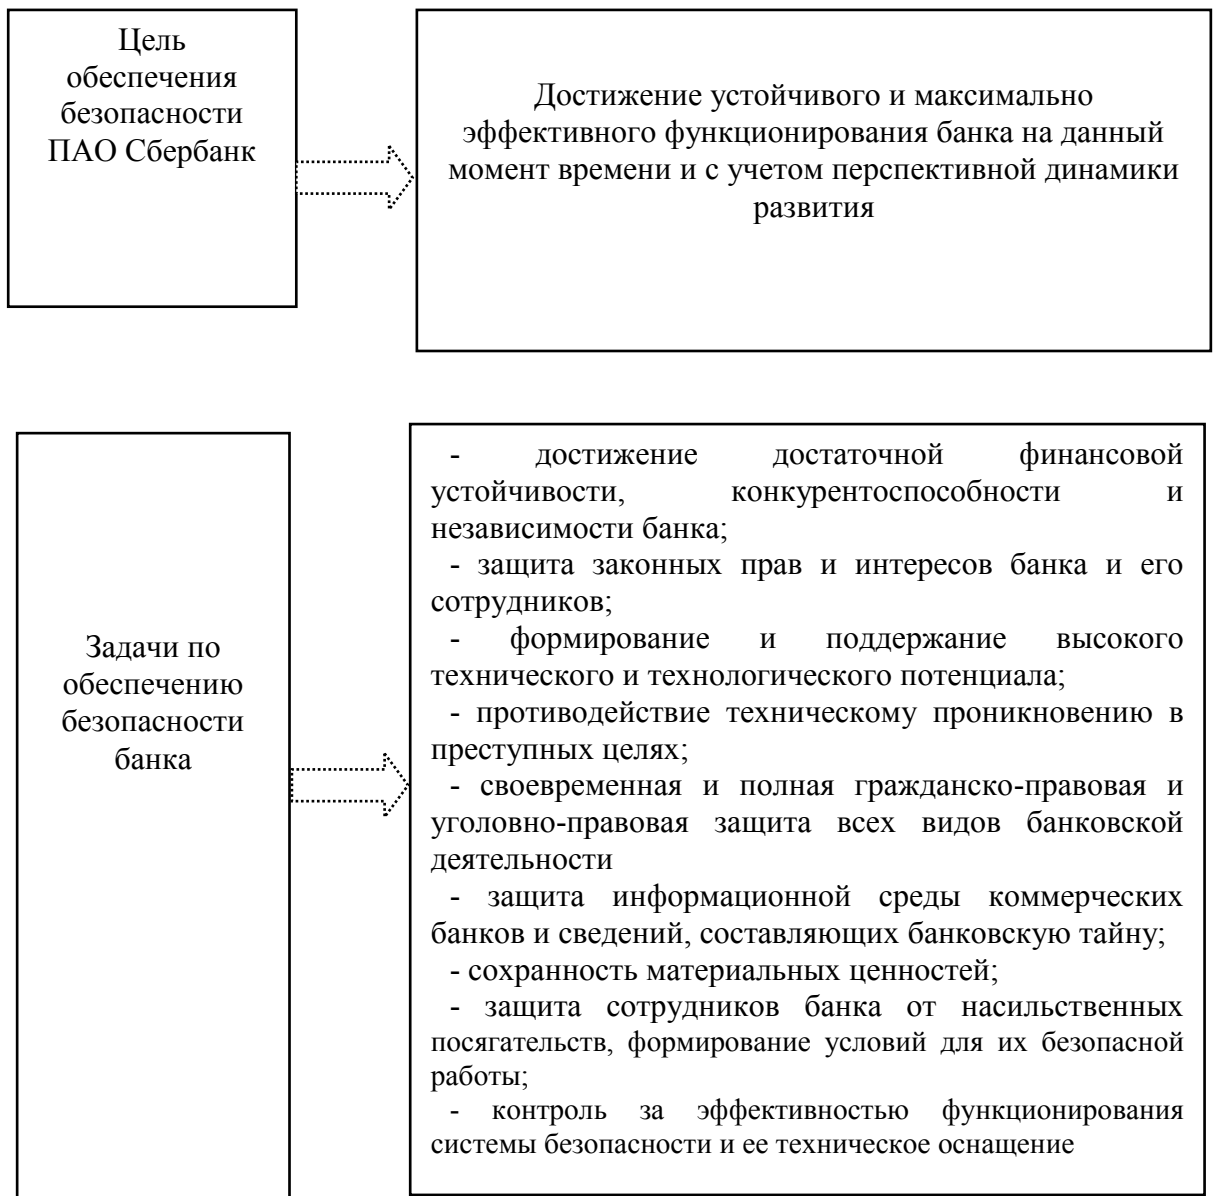 Цель
обеспечения
безопасности
ПАО Сбербанк
Достижение устойчивого и максимально
эффективного функционирования банка на данный
момент времени и с учетом перспективной динамики
развития
Задачи по
обеспечению
безопасности
банка
- достижение достаточной финансовой
устойчивости, конкурентоспособности и
независимости банка;
- защита законных прав и интересов банка и его
сотрудников;
- формирование и поддержание высокого
технического и технологического потенциала;
- противодействие техническому проникновению в
преступных целях;
- своевременная и полная гражданско-правовая и
уголовно-правовая защита всех видов банковской
деятельности
- защита информационной среды коммерческих
банков и сведений, составляющих банковскую тайну;
- сохранность материальных ценностей;
- защита сотрудников банка от насильственных
посягательств, формирование условий для их безопасной
работы;
- контроль за эффективностью функционирования
системы безопасности и ее техническое оснащение